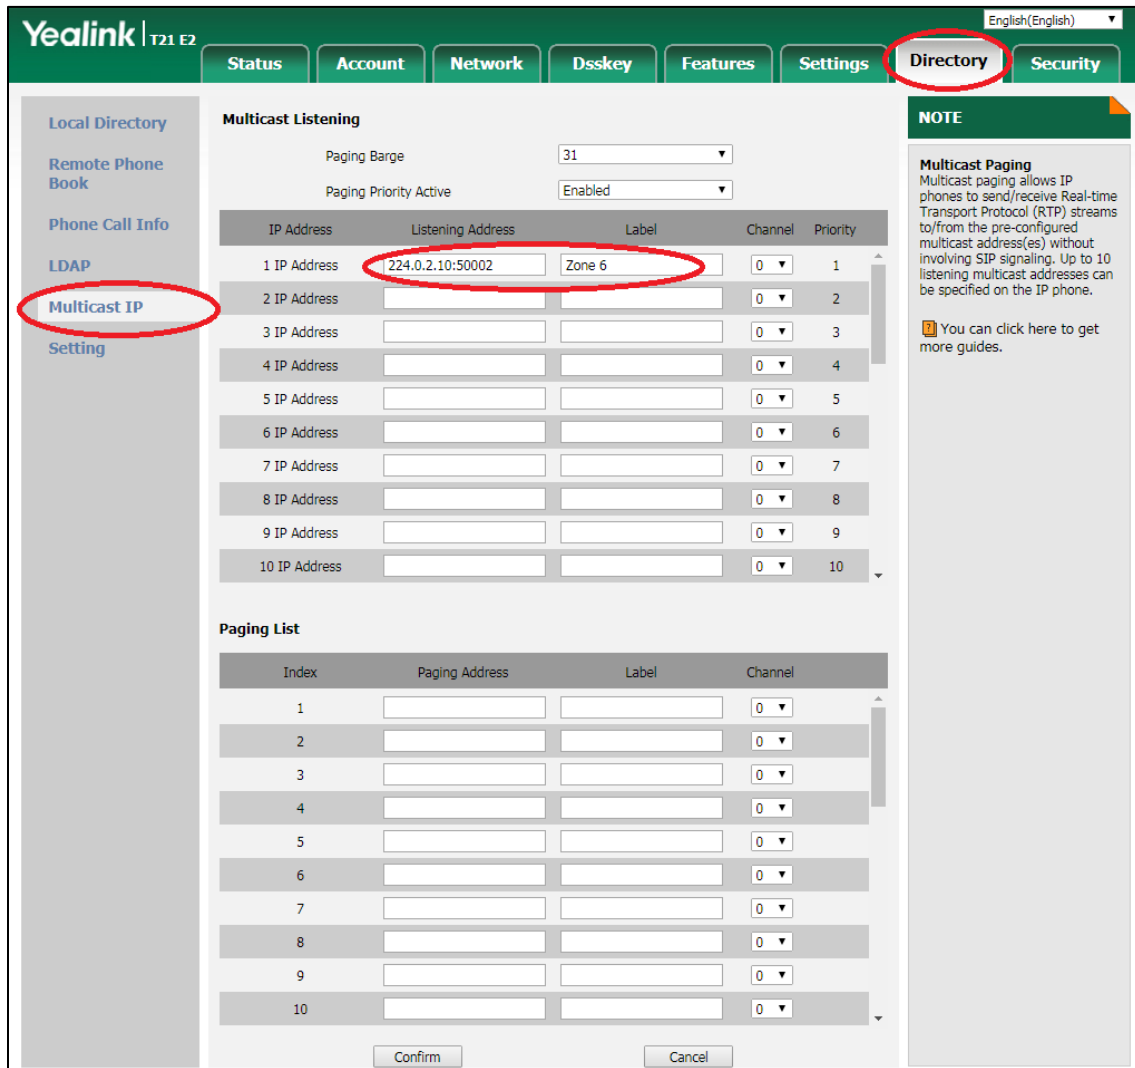 English(English)
Yealink | T21 E2
Status Account Network Dsskey Features Settings Directory Security
Local Directory
Remote Phone
Book
Phone Call Info
LDAP
Multicast IP
Setting
Multicast Listening
Paging Barge 31
Paging Priority Active Enabled
IP Address Listening Address Label Channel Priority
1 IP Address 224.0.2.10:50002 Zone 6 0 1
2 IP Address 0 2
3 IP Address 0 3
4 IP Address 0 4
5 IP Address 0 5
6 IP Address 0 6
7 IP Address 0 7
8 IP Address 0 8
9 IP Address 0 9
10 IP Address 0 10
Paging List
Index Paging Address Label Channel
1 0
2 0
3 0
4 0
5 0
6 0
7 0
8 0
9 0
10 0
Confirm Cancel
NOTE
Multicast Paging
Multicast paging allows IP
phones to send/receive Real-time
Transport Protocol (RTP) streams
to/from the pre-configured
multicast address(es) without
involving SIP signaling. Up to 10
listening multicast addresses can
be specified on the IP phone.
? You can click here to get
more guides.